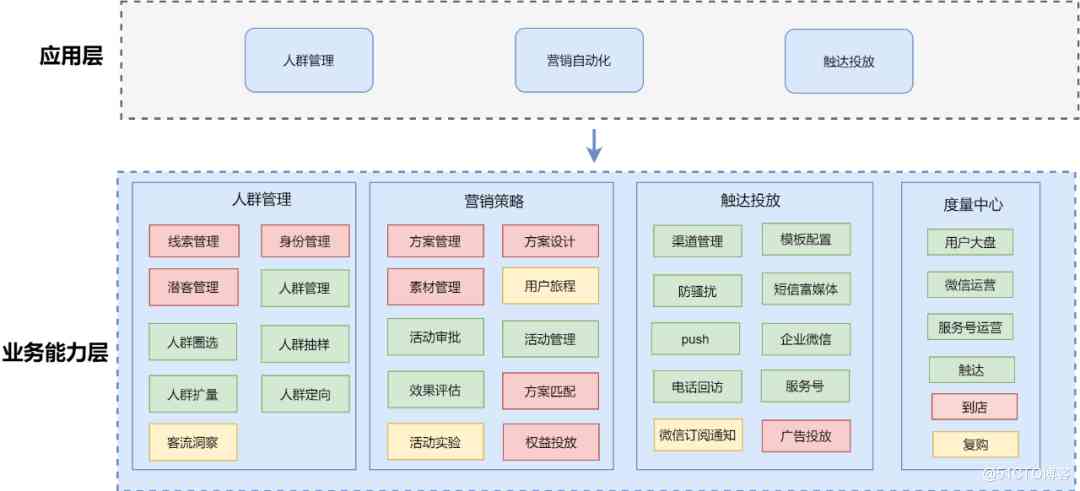 应用层
人群管理
营销自动化
触达投放
业务能力层
人群管理
线索管理
身份管理
潜客管理
人群管理
人群圈选
人群抽样
人群扩量
人群定向
客流洞察
营销策略
方案管理
方案设计
素材管理
用户旅程
活动审批
活动管理
效果评估
方案匹配
活动实验
权益投放
触达投放
渠道管理
模板配置
防骚扰
短信富媒体
push
企业微信
电话回访
服务号
微信订阅通知
广告投放
度量中心
用户大盘
微信运营
服务号运营
触达
到店
复购
@51CTO博客